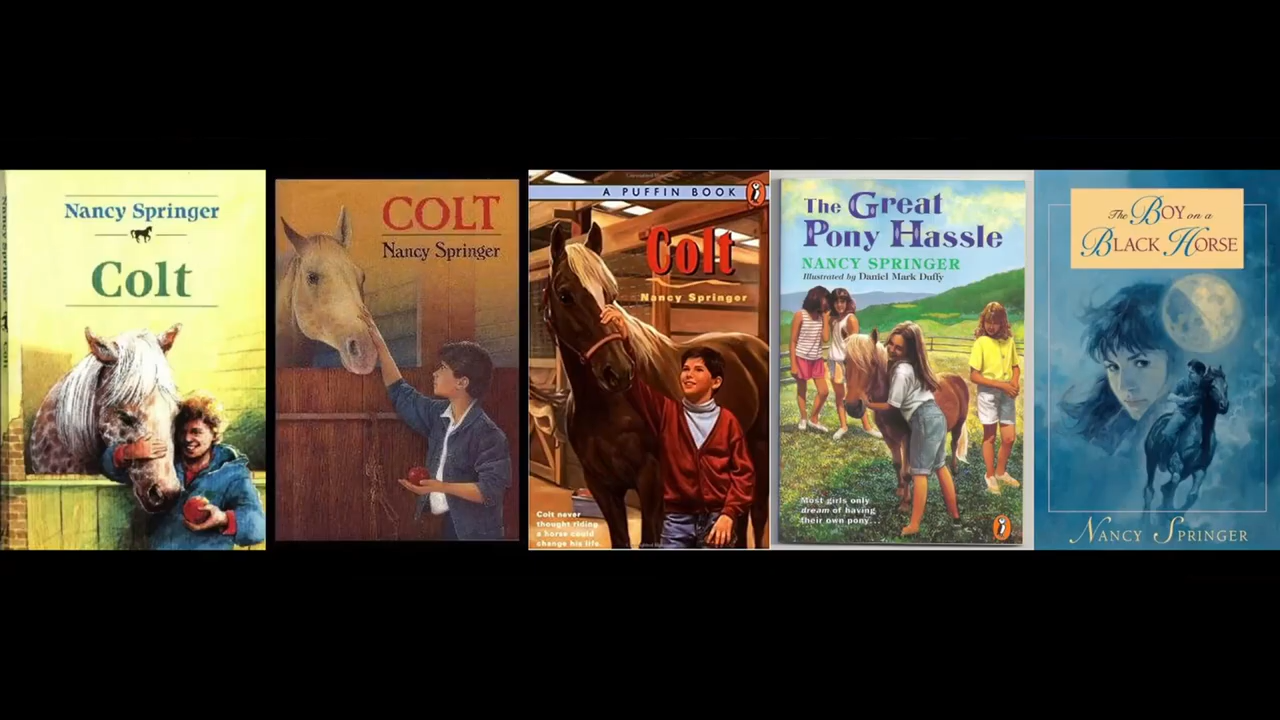 Nancy Springer
Colt
COLT
Nancy Springer
A PUFFIN BOOK
Colt
Nancy Springer
Colt never
thought riding
a horse could
change his life.
The Great
Pony Hassle
NANCY SPRINGER
Illustrated by Daniel Mark Duffy
Most girls only
dream of having
their own pony...
The BOY on a
BLACK HORSE
NANCY SPRINGER